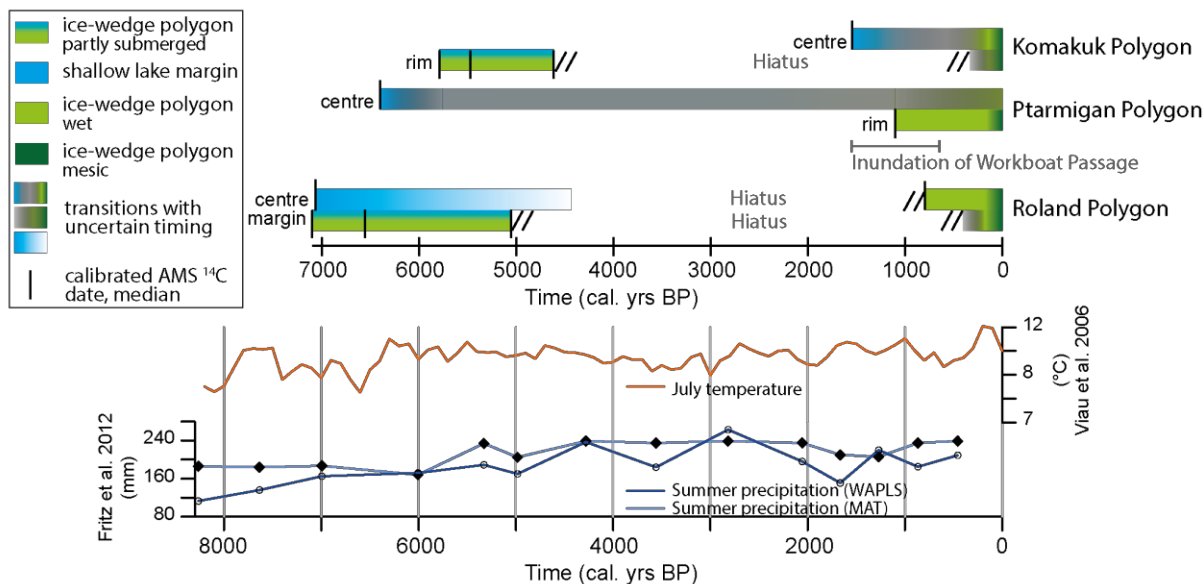 ice-wedge polygon
partly submerged
shallow lake margin
ice-wedge polygon
wet
ice-wedge polygon
mesic
transitions with
uncertain timing
calibrated AMS ¹⁴C
date, median
centre
Komakuk Polygon
rim
Hiatus
centre
Ptarmigan Polygon
rim
Inundation of Workboat Passage
centre
Hiatus
Roland Polygon
margin
Hiatus
7000 6000 5000 4000 3000 2000 1000 0
Time (cal. yrs BP)
12
8
7
(°C)
Viau et al. 2006
July temperature
Fritz et al. 2012
(mm)
240
160
80
Summer precipitation (WAPLS)
Summer precipitation (MAT)
8000 6000 4000 2000 0
Time (cal. yrs BP)